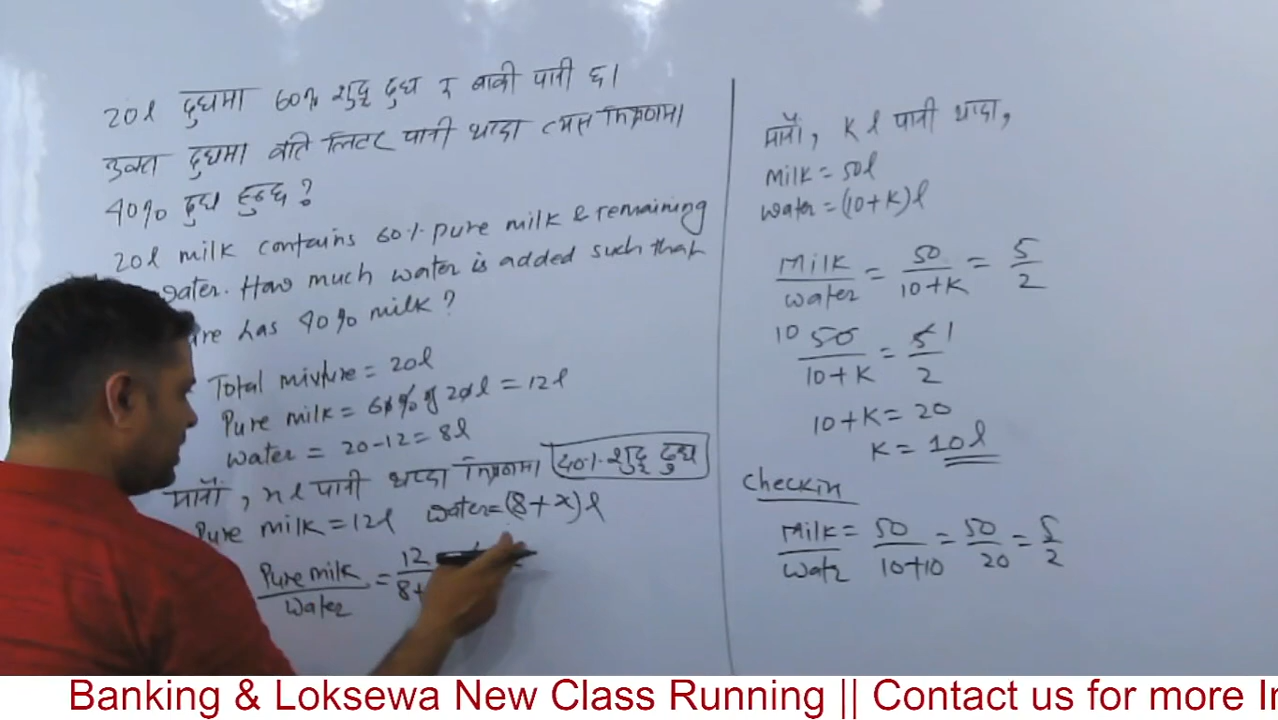 20l दुधमा 60% शुद्ध दुध र बाकी पानी छ।
उक्त दुधमा कति लिटर पानी थप्दा त्यस मिश्रणमा
40% दुध हुन्छ?
20l milk contains 60% pure milk & remaining
water. How much water is added such that
has 40% milk?
Total mixture = 20l
Pure milk = 60% of 20l = 12l
Water = 20-12= 8l
मानौं, x l पानी थप्दा मिश्रणमा 40% शुद्ध दुध
Pure milk = 12l water=(8+x)l
Pure milk/Water = 12/8+
मानौं, K l पानी थप्दा,
Milk = 50l
Water = (10+K)l
Milk/Water = 50/10+K = 5/2
10 50/10+K = 5 1/2
10+K= 20
K= 10l
Checkin
Milk/Watr = 50/10+10 = 50/20 = 5/2
Banking & Loksewa New Class Running || Contact us for more In